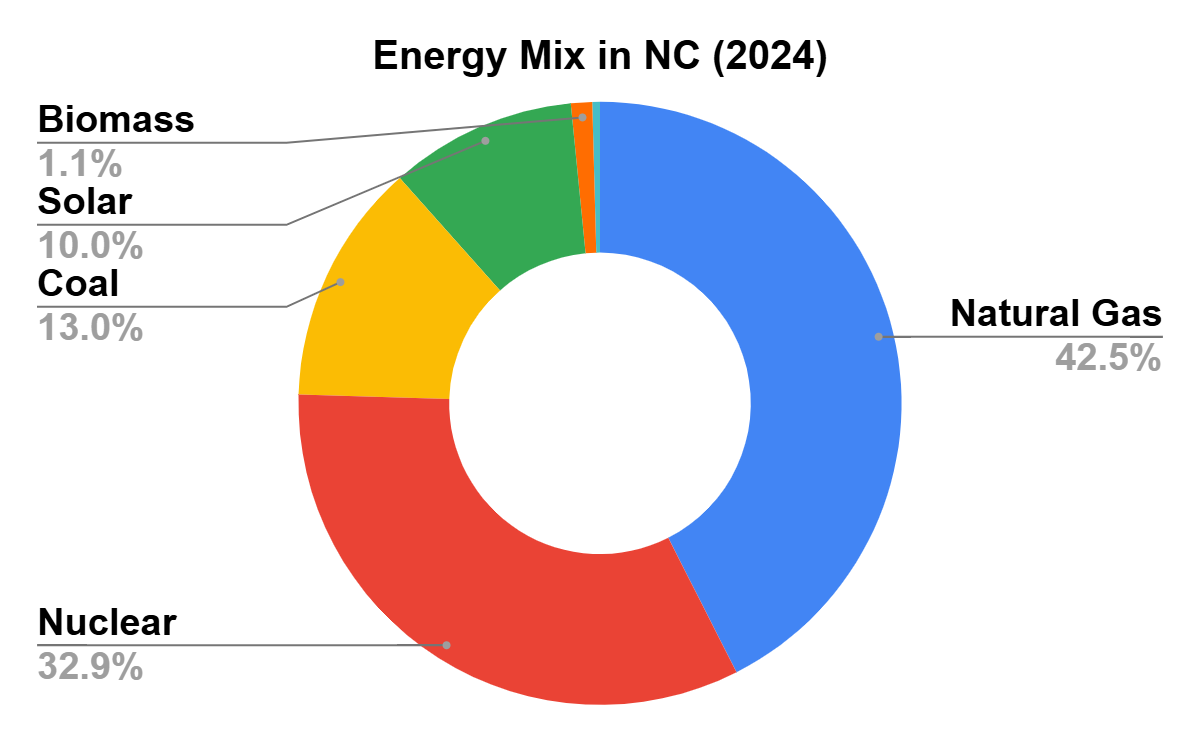 Energy Mix in NC (2024)
Biomass
1.1%
Solar
10.0%
Coal
13.0%
Natural Gas
42.5%
Nuclear
32.9%